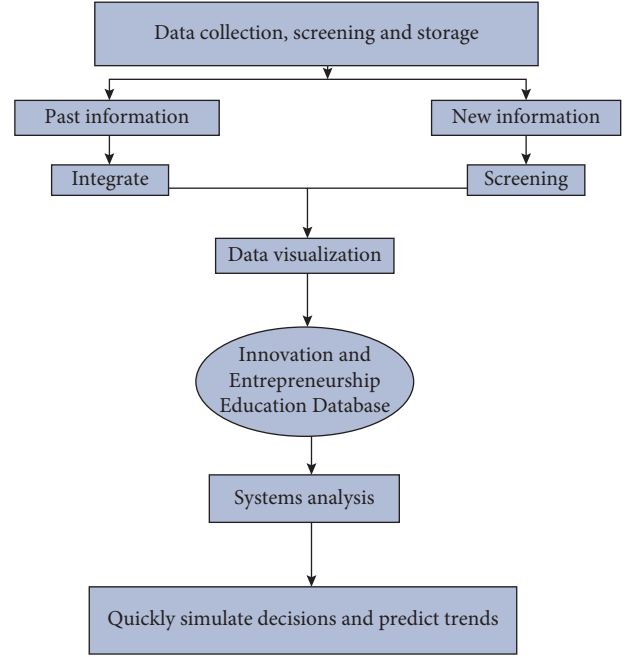 Data collection, screening and storage
Past information
New information
Integrate
Screening
Data visualization
Innovation and
Entrepreneurship
Education Database
Systems analysis
Quickly simulate decisions and predict trends